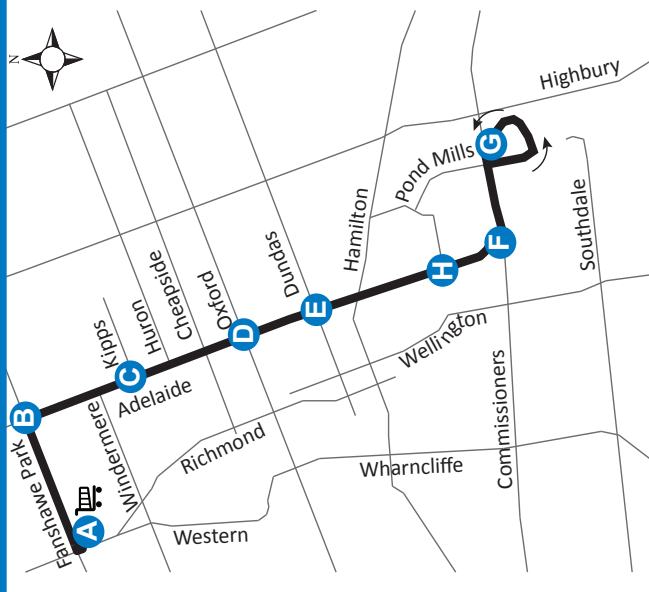 N
B
Fanshawe Park
A
Windermere
Kipps
C
Huron
Cheapside
Adelaide
Oxford
D
Dundas
E
Richmond
Western
Hamilton
Wellington
Wharncliffe
Pond Mills
Highbury
G
H
F
Commissioners
Southdale